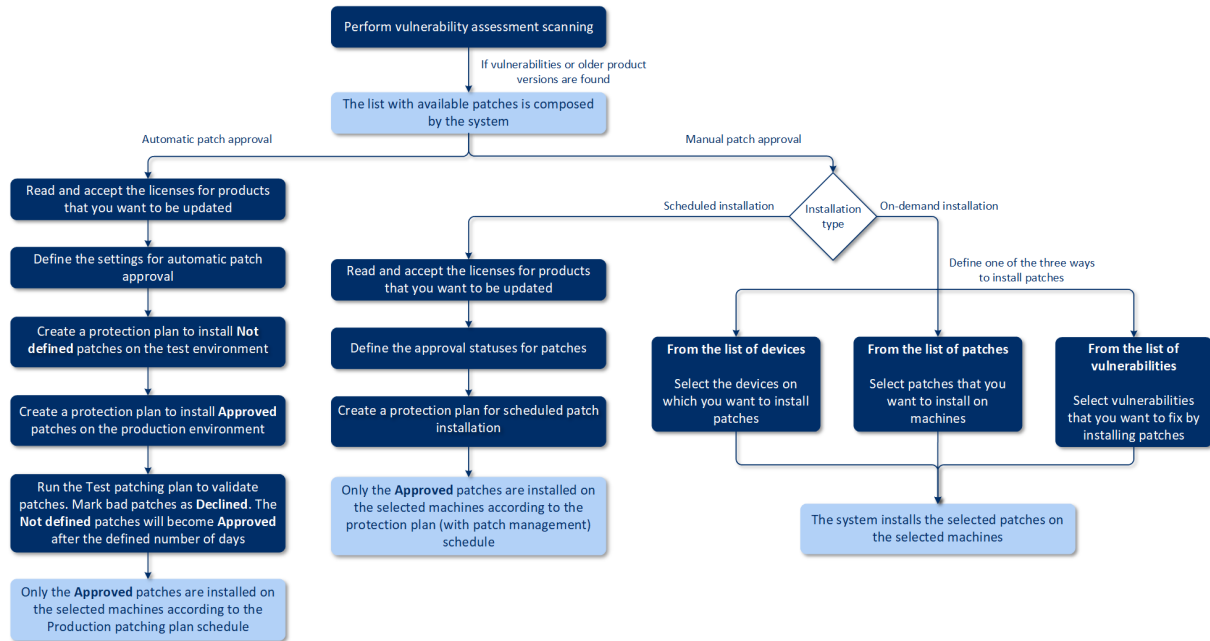 Perform vulnerability assessment scanning
If vulnerabilities or older product
versions are found
The list with available patches is composed
by the system
Automatic patch approval
Manual patch approval
Read and accept the licenses for products
that you want to be updated
Define the settings for automatic patch
approval
Create a protection plan to install Not
defined patches on the test environment
Create a protection plan to install Approved
patches on the production environment
Run the Test patching plan to validate
patches. Mark bad patches as Declined. The
Not defined patches will become Approved
after the defined number of days
Only the Approved patches are installed on
the selected machines according to the
Production patching plan schedule
Installation
type
Scheduled installation
On-demand installation
Read and accept the licenses for products
that you want to be updated
Define the approval statuses for patches
Create a protection plan for scheduled patch
installation
Only the Approved patches are installed on
the selected machines according to the
protection plan (with patch management)
schedule
Define one of the three ways
to install patches
From the list of devices
Select the devices on
which you want to install
patches
From the list of patches
Select patches that you
want to install on
machines
From the list of
vulnerabilities
Select vulnerabilities
that you want to fix by
installing patches
The system installs the selected patches on
the selected machines